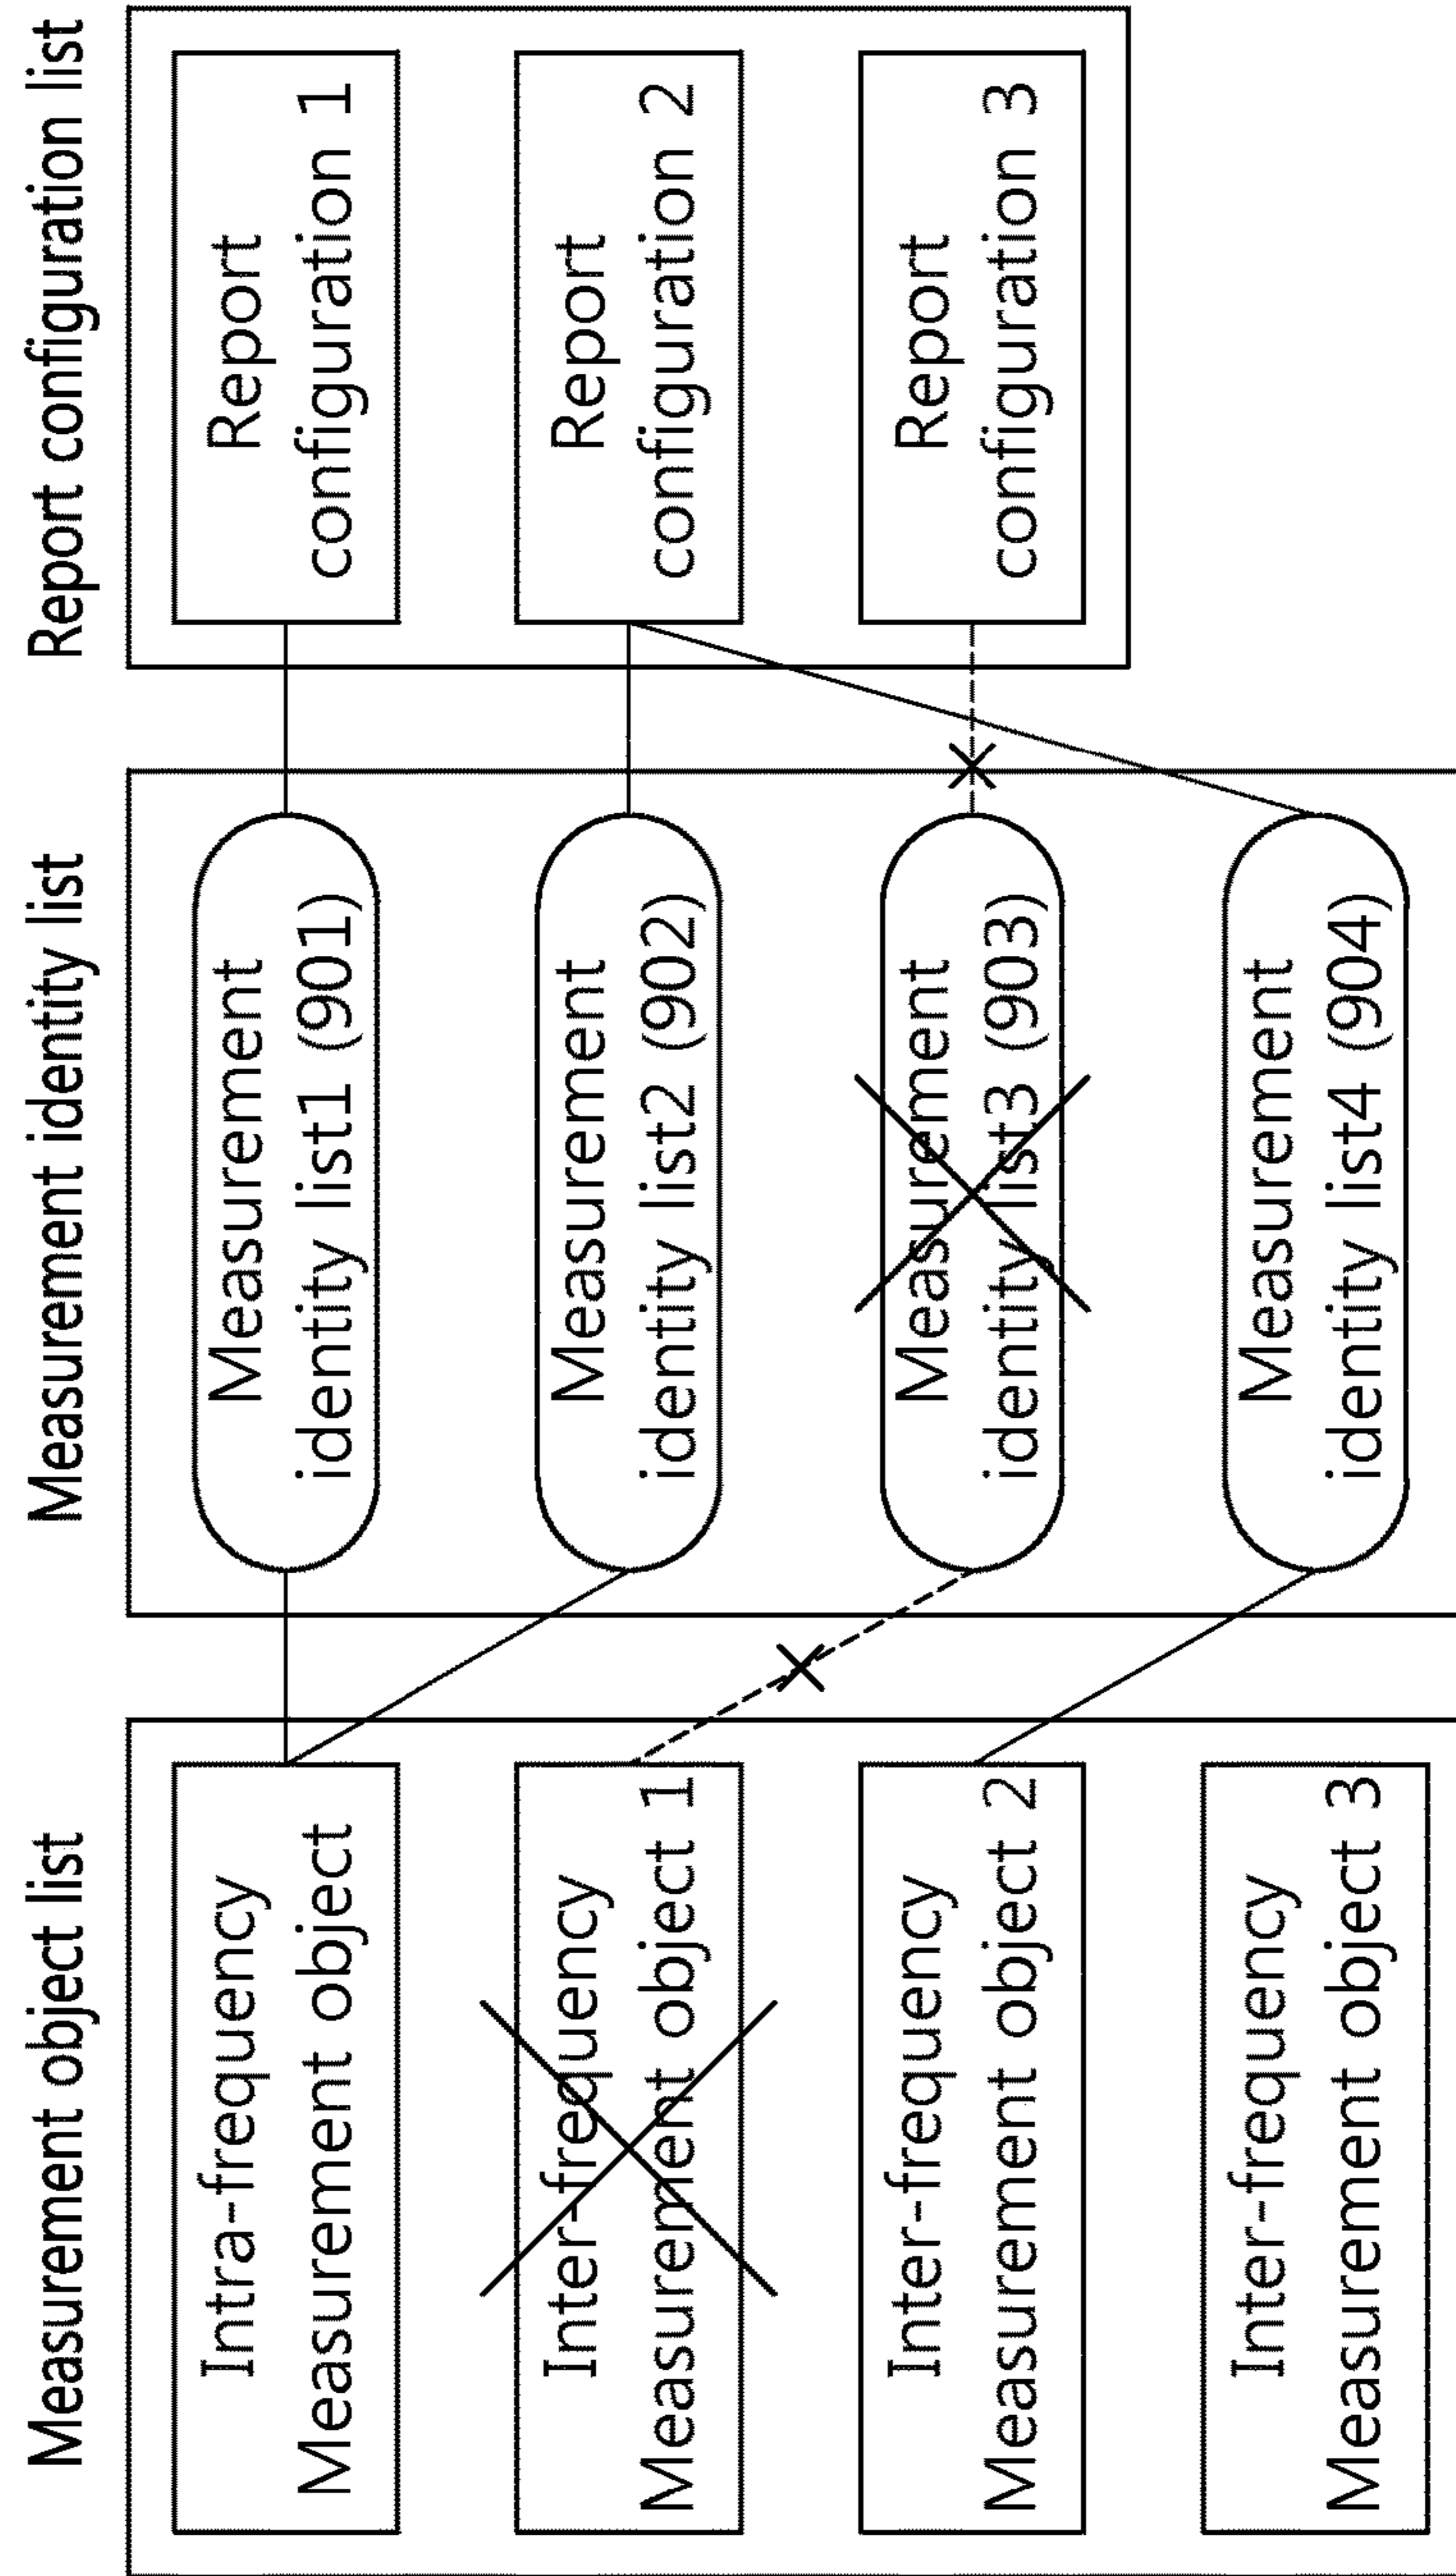 Measurement object list
Intra-frequency
Measurement object
Inter-frequency
Measurement object 1
Inter-frequency
Measurement object 2
Inter-frequency
Measurement object 3
Measurement identity list
Measurement
identity list1 (901)
Measurement
identity list2 (902)
Measurement
identity list3 (903)
Measurement
identity list4 (904)
Report configuration list
Report
configuration 1
Report
configuration 2
Report
configuration 3